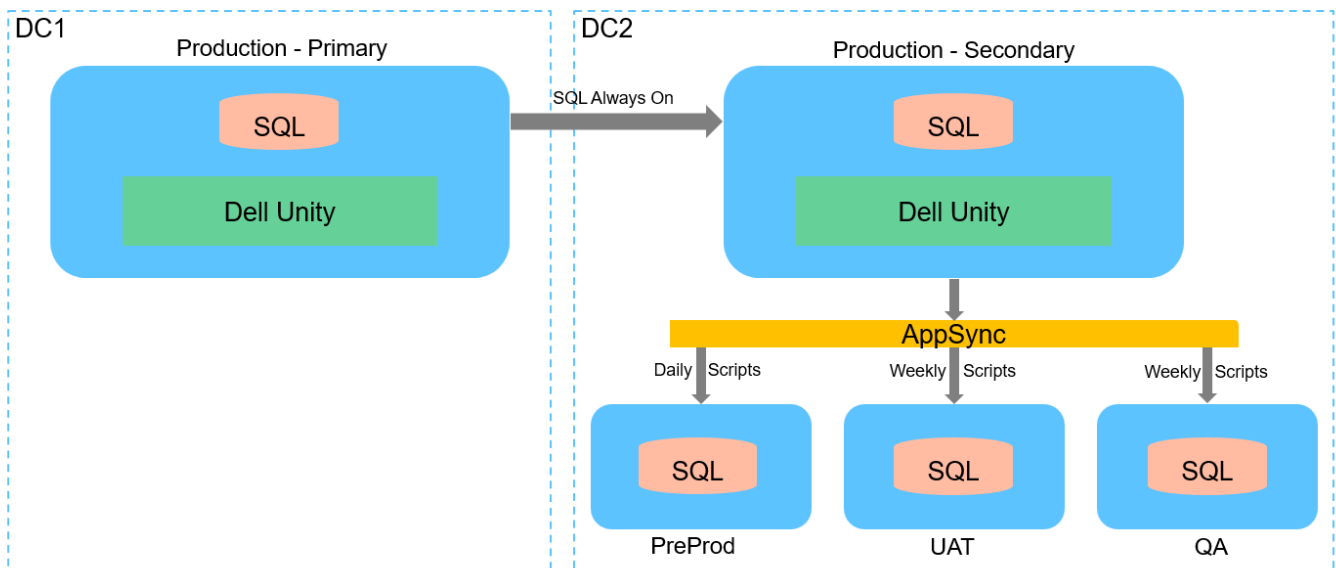 DC1
Production - Primary
SQL
Dell Unity
SQL Always On
DC2
Production - Secondary
SQL
Dell Unity
AppSync
Daily Scripts
Weekly Scripts
Weekly Scripts
SQL
SQL
SQL
PreProd
UAT
QA